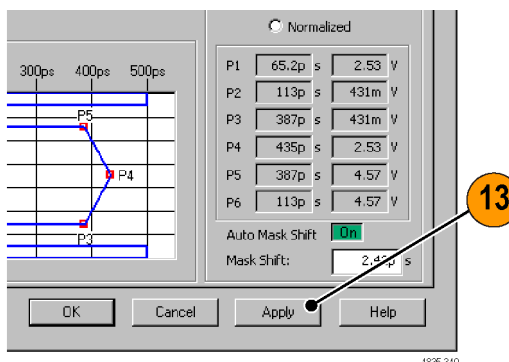 Normalized
300ps 400ps 500ps
P5
P4
P3
P1 65.2p s 2.53 V
P2 113p s 431m V
P3 387p s 431m V
P4 435p s 2.53 V
P5 387p s 4.57 V
P6 113p s 4.57 V
Auto Mask Shift On
Mask Shift: s
13
OK Cancel Apply Help